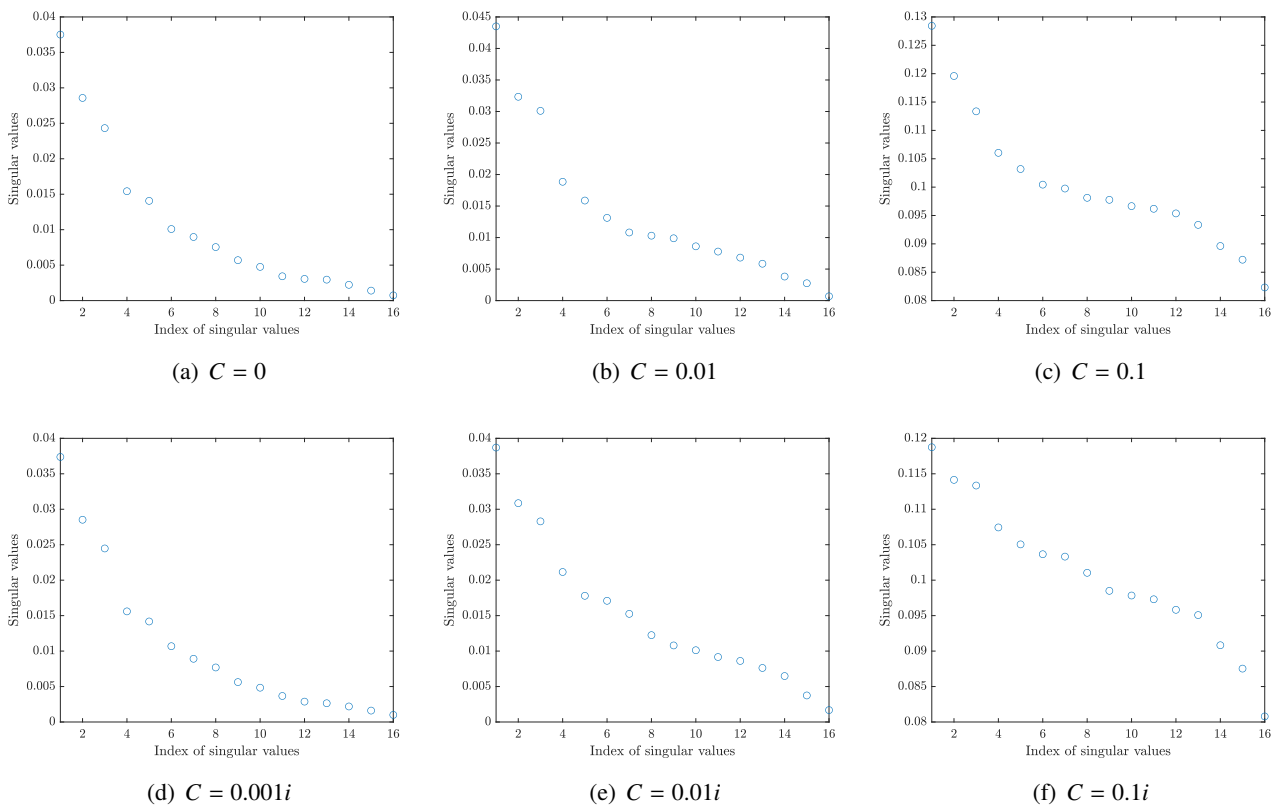 0.04
0.035
0.03
0.025
0.02
0.015
0.01
0.005
0
Singular values
2 4 6 8 10 12 14 16
Index of singular values
(a) C = 0
0.045
0.04
0.035
0.03
0.025
0.02
0.015
0.01
0.005
0
Singular values
2 4 6 8 10 12 14 16
Index of singular values
(b) C = 0.01
0.13
0.125
0.12
0.115
0.11
0.105
0.1
0.095
0.09
0.085
0.08
Singular values
2 4 6 8 10 12 14 16
Index of singular values
(c) C = 0.1
0.04
0.035
0.03
0.025
0.02
0.015
0.01
0.005
0
Singular values
2 4 6 8 10 12 14 16
Index of singular values
(d) C = 0.001i
0.04
0.035
0.03
0.025
0.02
0.015
0.01
0.005
0
Singular values
2 4 6 8 10 12 14 16
Index of singular values
(e) C = 0.01i
0.12
0.115
0.11
0.105
0.1
0.095
0.09
0.085
0.08
Singular values
2 4 6 8 10 12 14 16
Index of singular values
(f) C = 0.1i